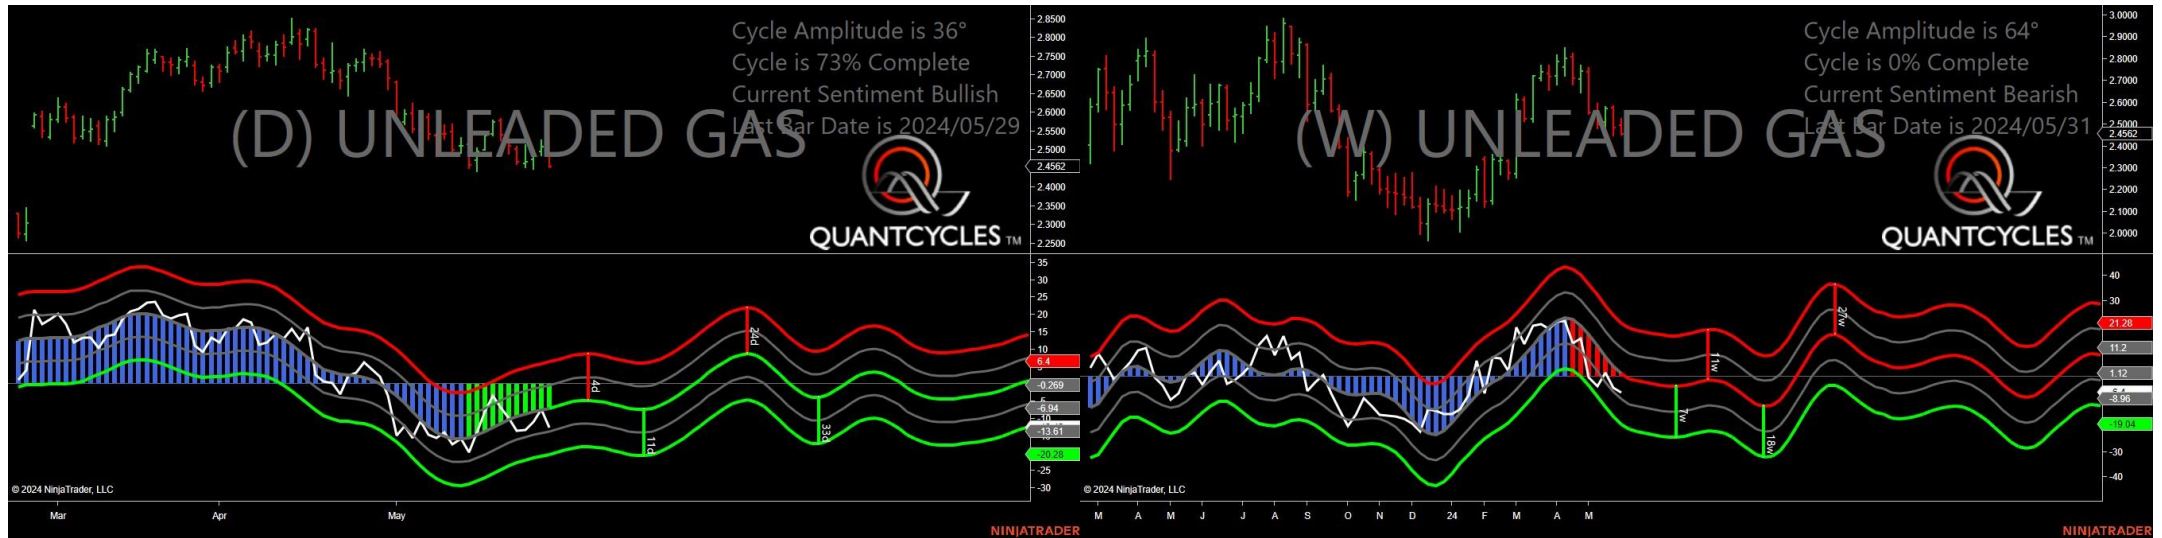 Cycle Amplitude is 36°
Cycle is 73% Complete
Current Sentiment Bullish
Last Bar Date is 2024/05/29
(D) UNLEADED GAS
QUANTCYCLES TM
2.8500
2.8000
2.7500
2.7000
2.6500
2.6000
2.5500
2.5000
2.4562
2.4000
2.3500
2.3000
2.2500
35
30
25
20
15
10
6.4
-0.269
-6.94
-10
-13.61
-20.28
-25
-30
4d
11d
24d
33d
© 2024 NinjaTrader, LLC
Mar Apr May
NINJATRADER
Cycle Amplitude is 64°
Cycle is 0% Complete
Current Sentiment Bearish
Last Bar Date is 2024/05/31
(W) UNLEADED GAS
QUANTCYCLES TM
3.0000
2.9000
2.8000
2.7000
2.6000
2.5000
2.4562
2.4000
2.3000
2.2000
2.1000
2.0000
40
30
21.28
11.2
1.12
-8.96
-19.04
-30
-40
7w
11w
18w
27w
© 2024 NinjaTrader, LLC
M A M J J A S O N D 24 F M A M
NINJATRADER